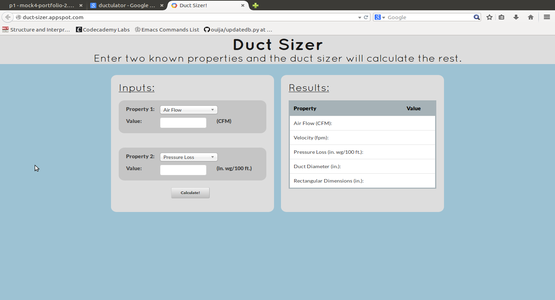 p1 - mock4-portfolio-2....
ductulator - Google ...
Duct Sizer!
duct-sizer.appspot.com
Google
Structure and Interpr...
Codecademy Labs
Emacs Commands List
ouija/updatedb.py at ...
Duct Sizer
Enter two known properties and the duct sizer will calculate the rest.
Inputs:
Property 1: Air Flow
Value: (CFM)
Property 2: Pressure Loss
Value: (in. wg/100 ft.)
Calculate!
Results:
Property Value
Air Flow (CFM):
Velocity (fpm):
Pressure Loss (in. wg/100 ft.):
Duct Diameter (in.):
Rectangular Dimensions (in.):